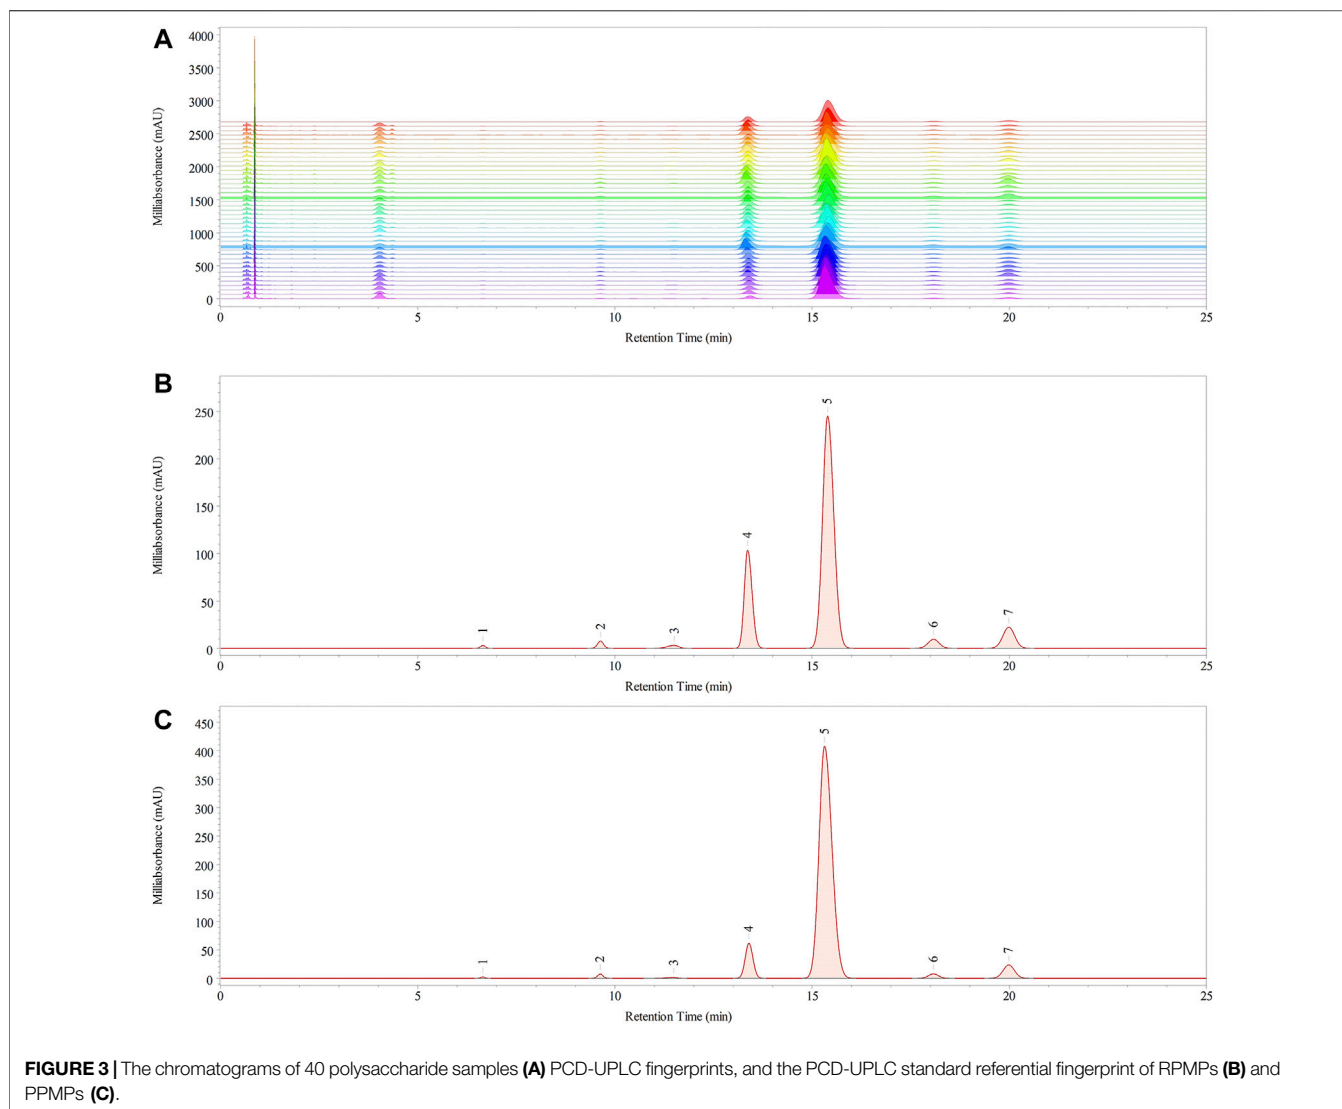 A
4000
3500
3000
2500
2000
1500
1000
500
0
Milliabsorbance (mAU)
0 5 10 15 20 25
Retention Time (min)
B
250
200
150
100
50
0
Milliabsorbance (mAU)
1 2 3 4 5 6 7
0 5 10 15 20 25
Retention Time (min)
C
450
400
350
300
250
200
150
100
50
0
Milliabsorbance (mAU)
1 2 3 4 5 6 7
0 5 10 15 20 25
Retention Time (min)
FIGURE 3 | The chromatograms of 40 polysaccharide samples (A) PCD-UPLC fingerprints, and the PCD-UPLC standard referential fingerprint of RPMPs (B) and
PPMPs (C).